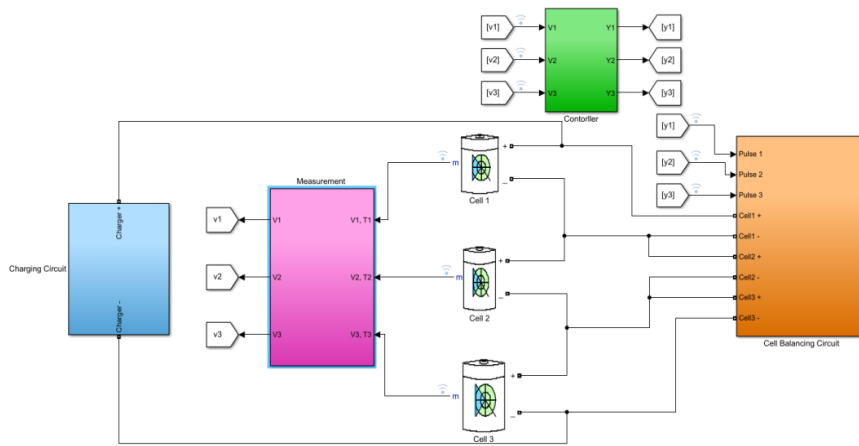 [v1]
V1
Y1
[y1]
[v2]
V2
Y2
[y2]
[v3]
V3
Y3
[y3]
Contorller
[y1]
Pulse 1
[y2]
Pulse 2
[y3]
Pulse 3
Cell1 +
Cell1 -
Cell2 +
Cell2 -
Cell3 +
Cell3 -
Cell Balancing Circuit
+
m
_
Cell 1
Measurement
Charger +
Charging Circuit
Charger -
v1
V1
V1, T1
v2
V2
V2, T2
v3
V3
V3, T3
+
m
_
Cell 2
+
m
_
Cell 3